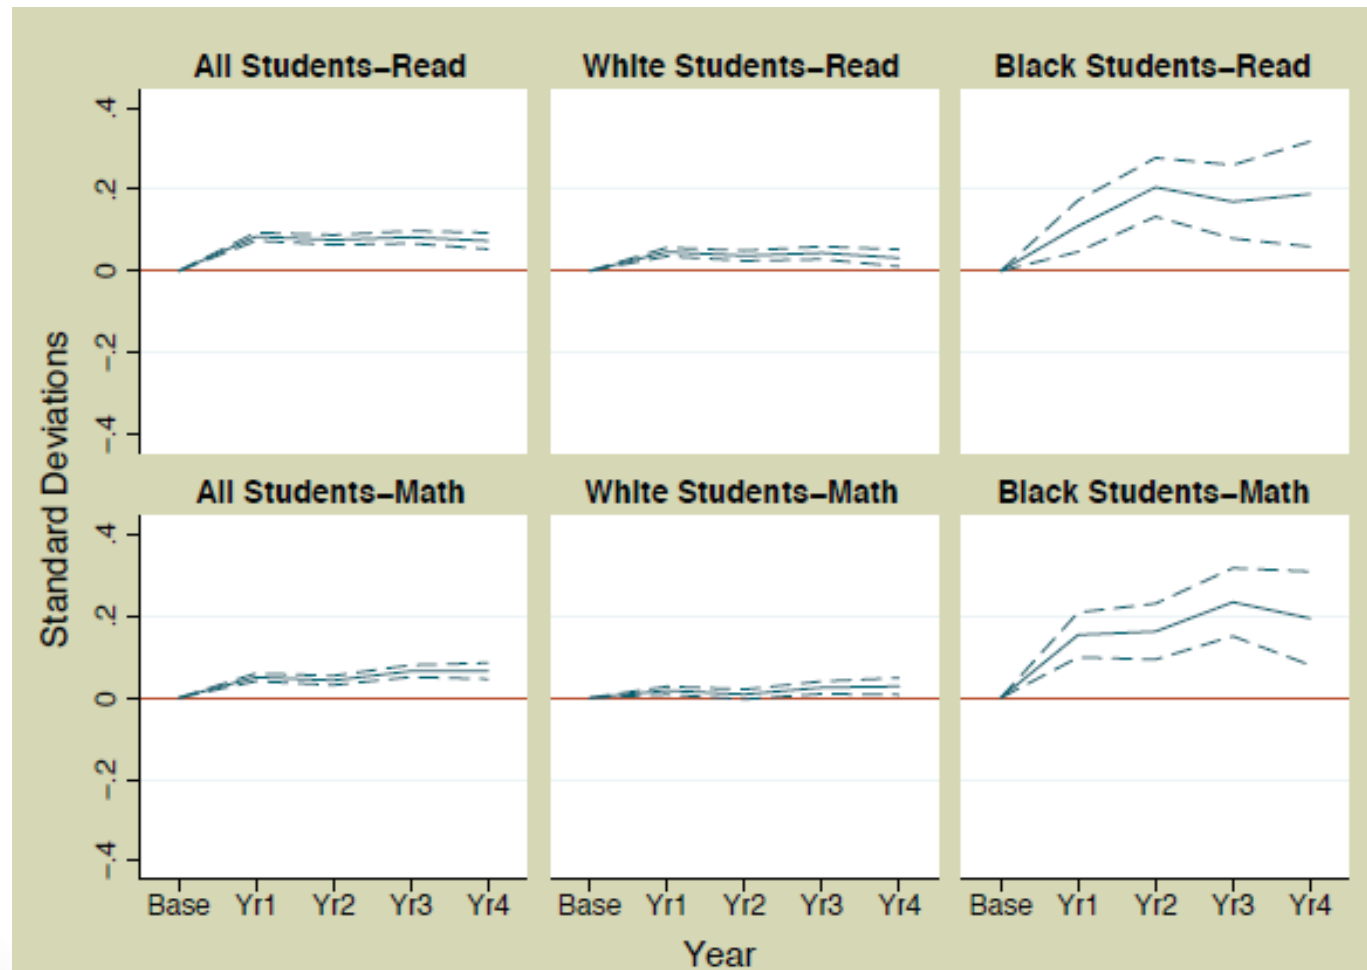 All Students–Read
White Students–Read
Black Students–Read
.4
.2
0
-.2
-.4
All Students–Math
White Students–Math
Black Students–Math
.4
.2
0
-.2
-.4
Standard Deviations
Base Yr1 Yr2 Yr3 Yr4
Base Yr1 Yr2 Yr3 Yr4
Base Yr1 Yr2 Yr3 Yr4
Year